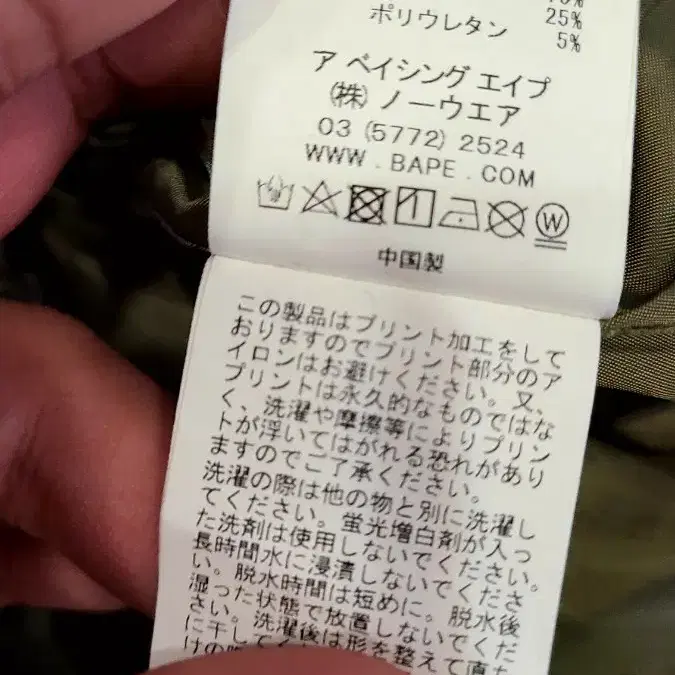 ポリウレタン 25%
5%
ア ベイシング エイプ
(株) ノーウエア
03 (5772) 2524
WWW.BAPE.COM
中国製
この製品はプリント加工をして
おりますのでプリント部分のア
イロンはお避けください。又、
プリントは永久的なものではな
く、洗濯や摩擦等によりプリン
トが浮いてはがれる恐れがあり
ますのでご了承ください。
洗濯の際は他の物と別に洗濯し
てください。蛍光増白剤が入っ
た洗剤は使用しないでください。
長時間水に浸漬しないでくださ
い。脱水時間は短めに。脱水後
湿った状態で放置しないでくだ
さい。洗濯後は形を整えて直ち
に干してく